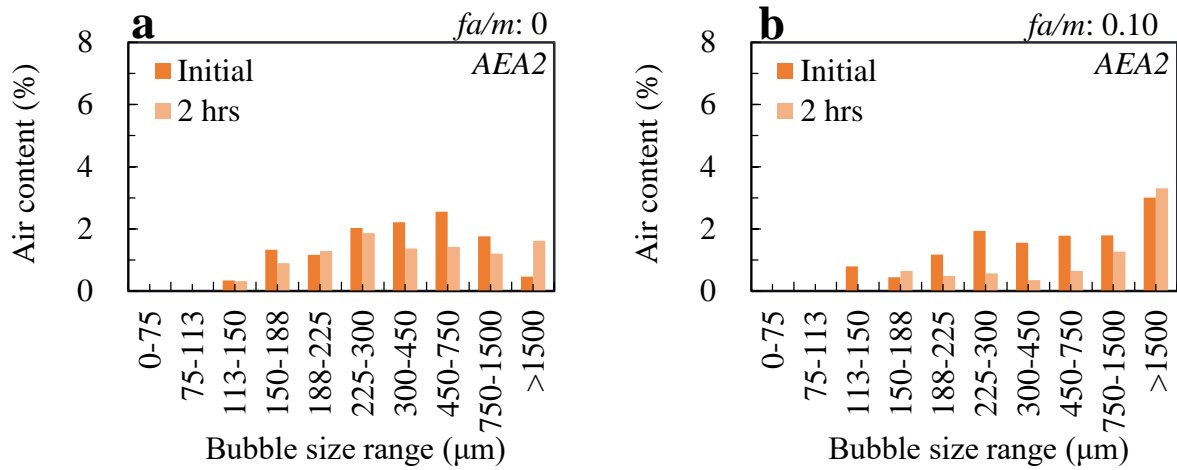 a
fa/m: 0
AEA2
Initial
2 hrs
8
6
4
2
0
Air content (%)
0-75
75-113
113-150
150-188
188-225
225-300
300-450
450-750
750-1500
>1500
Bubble size range (μm)
b
fa/m: 0.10
AEA2
Initial
2 hrs
8
6
4
2
0
Air content (%)
0-75
75-113
113-150
150-188
188-225
225-300
300-450
450-750
750-1500
>1500
Bubble size range (μm)